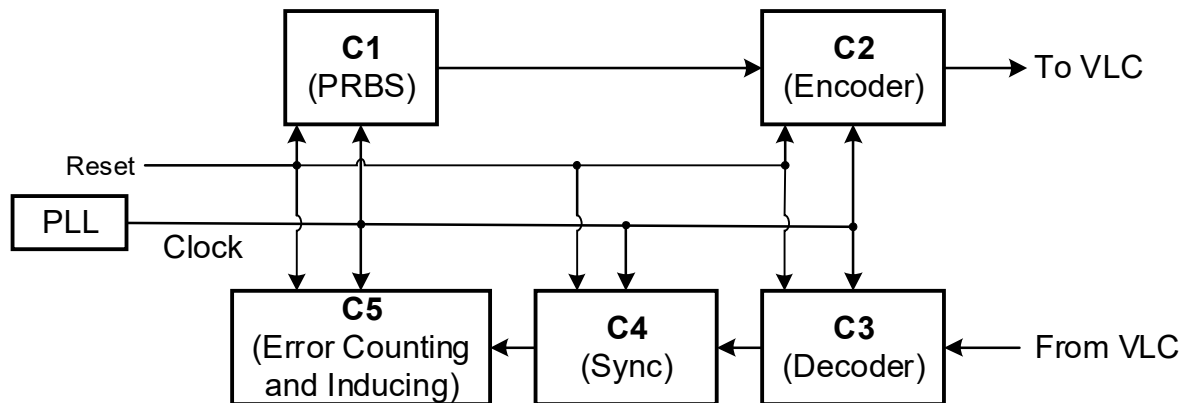 C1
(PRBS)
C2
(Encoder)
To VLC
Reset
PLL
Clock
C5
(Error Counting
and Inducing)
C4
(Sync)
C3
(Decoder)
From VLC